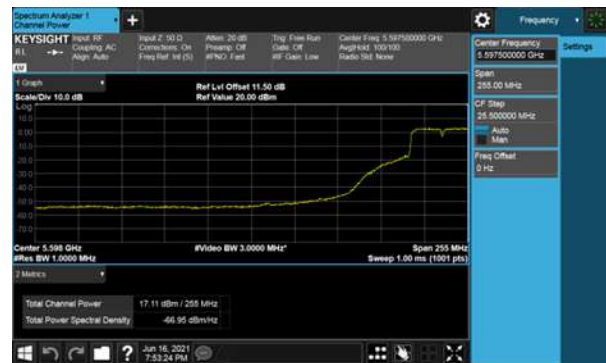 Spectrum Analyzer 1
Channel Power
Frequency
KEYSIGHT
RL
Input: RF
Coupling: AC
Align: Auto
Input Z: 50 Ω
Corrections: On
Freq Ref: Int (S)
Atten: 20 dB
Preamp: Off
#PNO: Fast
Trig: Free Run
Gate: Off
#IF Gain: Low
Center Freq: 5.597500000 GHz
Avg|Hold: 100/100
Radio Std: None
Center Frequency
5.597500000 GHz
Settings
Span
255.00 MHz
CF Step
25.500000 MHz
Auto
Man
Freq Offset
0 Hz
1 Graph
Scale/Div 10.0 dB
Ref Lvl Offset 11.50 dB
Ref Value 20.00 dBm
Log
10.0
0.00
-10.0
-20.0
-30.0
-40.0
-50.0
-60.0
-70.0
Center 5.598 GHz
#Res BW 1.0000 MHz
#Video BW 3.0000 MHz*
Span 255 MHz
Sweep 1.00 ms (1001 pts)
2 Metrics
Total Channel Power 17.11 dBm / 255 MHz
Total Power Spectral Density -66.95 dBm/Hz
?
Jun 16, 2021
7:53:24 PM